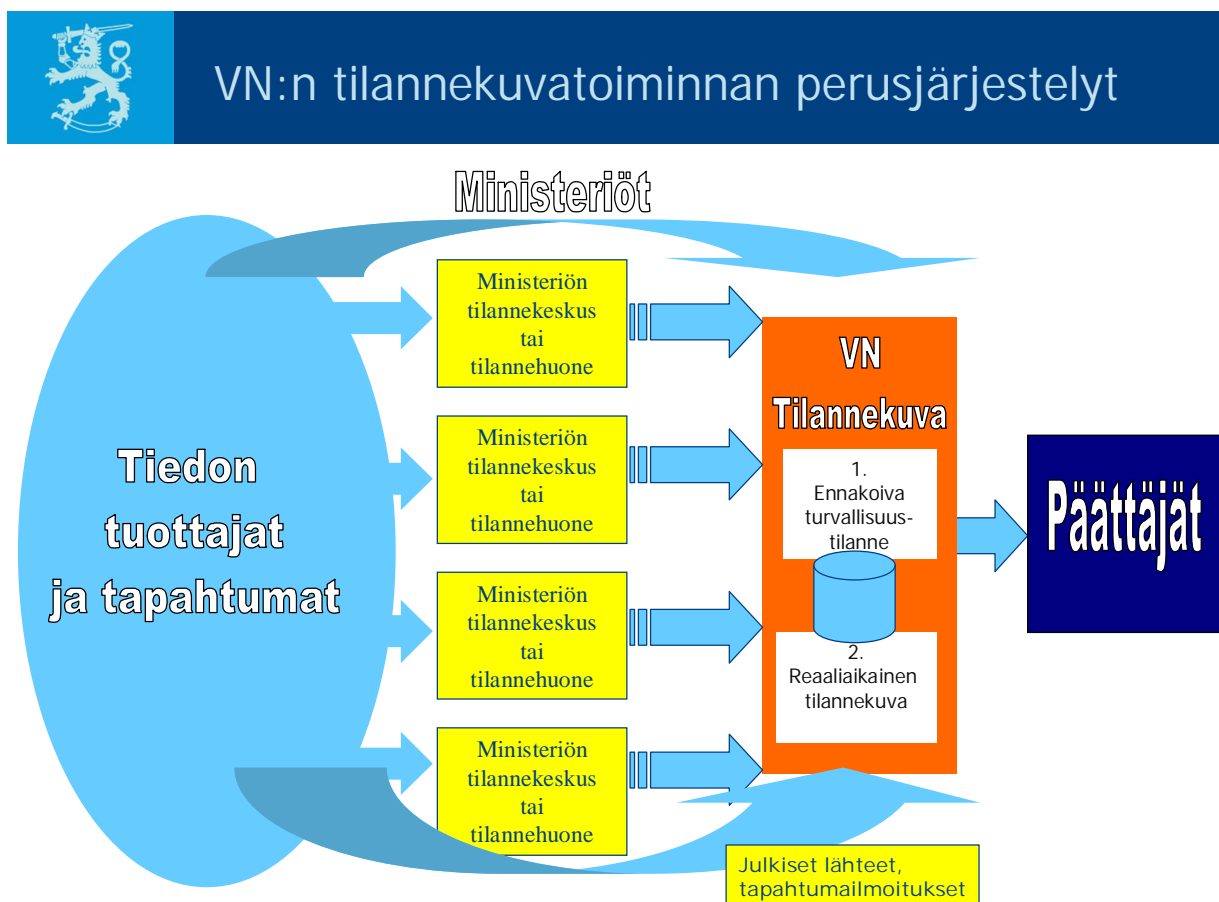 VN:n tilannekuvatoiminnan perusjärjestelyt
Ministeriöt
Tiedon
tuottajat
ja tapahtumat
Ministeriön
tilannekeskus
tai
tilannehuone
Ministeriön
tilannekeskus
tai
tilannehuone
Ministeriön
tilannekeskus
tai
tilannehuone
Ministeriön
tilannekeskus
tai
tilannehuone
VN
Tilannekuva
1.
Ennakoiva
turvallisuus-
tilanne
2.
Reaaliaikainen
tilannekuva
Päättäjät
Julkiset lähteet,
tapahtumailmoitukset